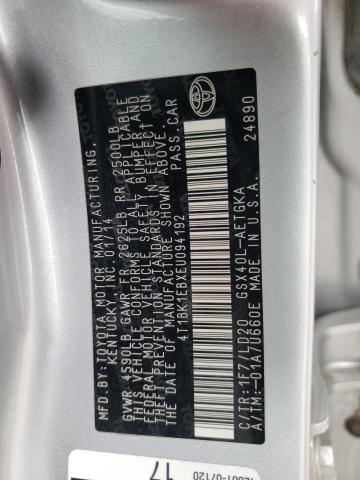 MFD. BY: TOYOTA MOTOR MANUFACTURING,
KENTUCKY, INC. 01/14
GVWR 4590LB GAWR FR 2625LB RR 2500LB
THIS VEHICLE CONFORMS TO ALL APPLICABLE
FEDERAL MOTOR VEHICLE SAFETY, BUMPER, AND
THEFT PREVENTION STANDARDS IN EFFECT ON
THE DATE OF MANUFACTURE SHOWN ABOVE.
4T1BK1EBXEU094192 PASS. CAR
C/TR:1F7/LD20 GSX40L-AETGKA
A/TM:-07A/U660E MADE IN U.S.A. 24890
17